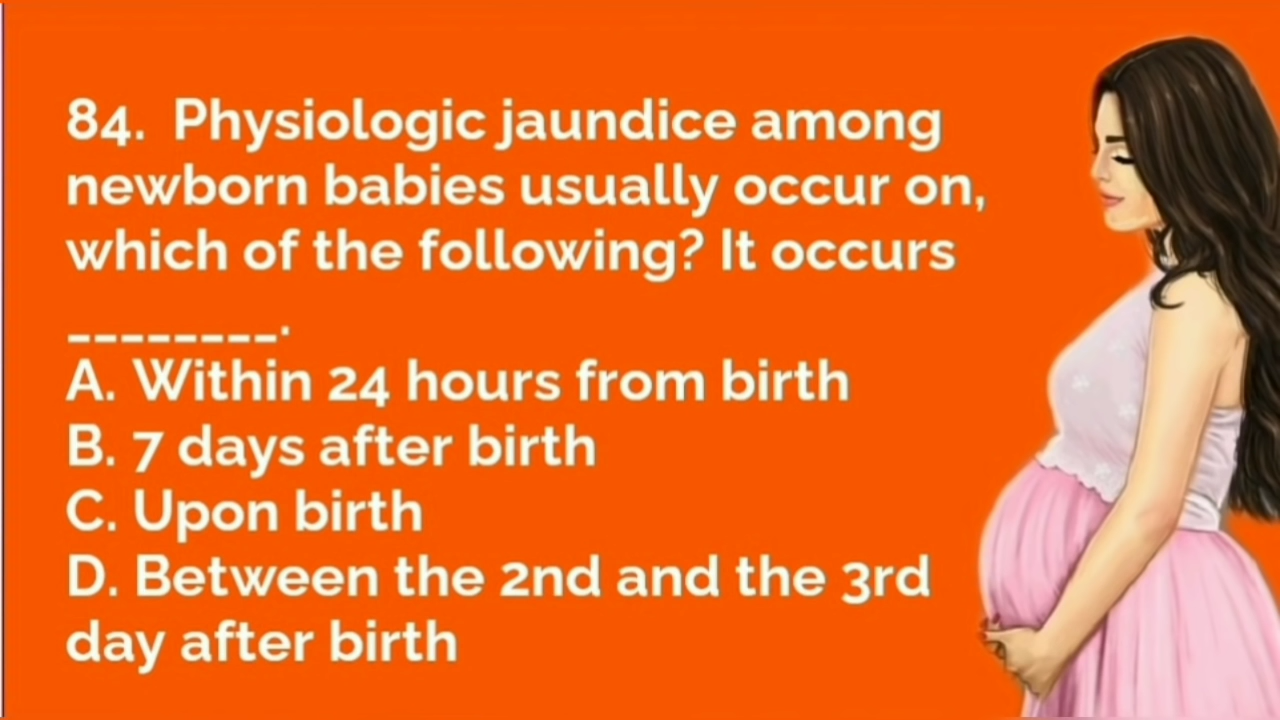 84. Physiologic jaundice among
newborn babies usually occur on,
which of the following? It occurs
________.
A. Within 24 hours from birth
B. 7 days after birth
C. Upon birth
D. Between the 2nd and the 3rd
day after birth